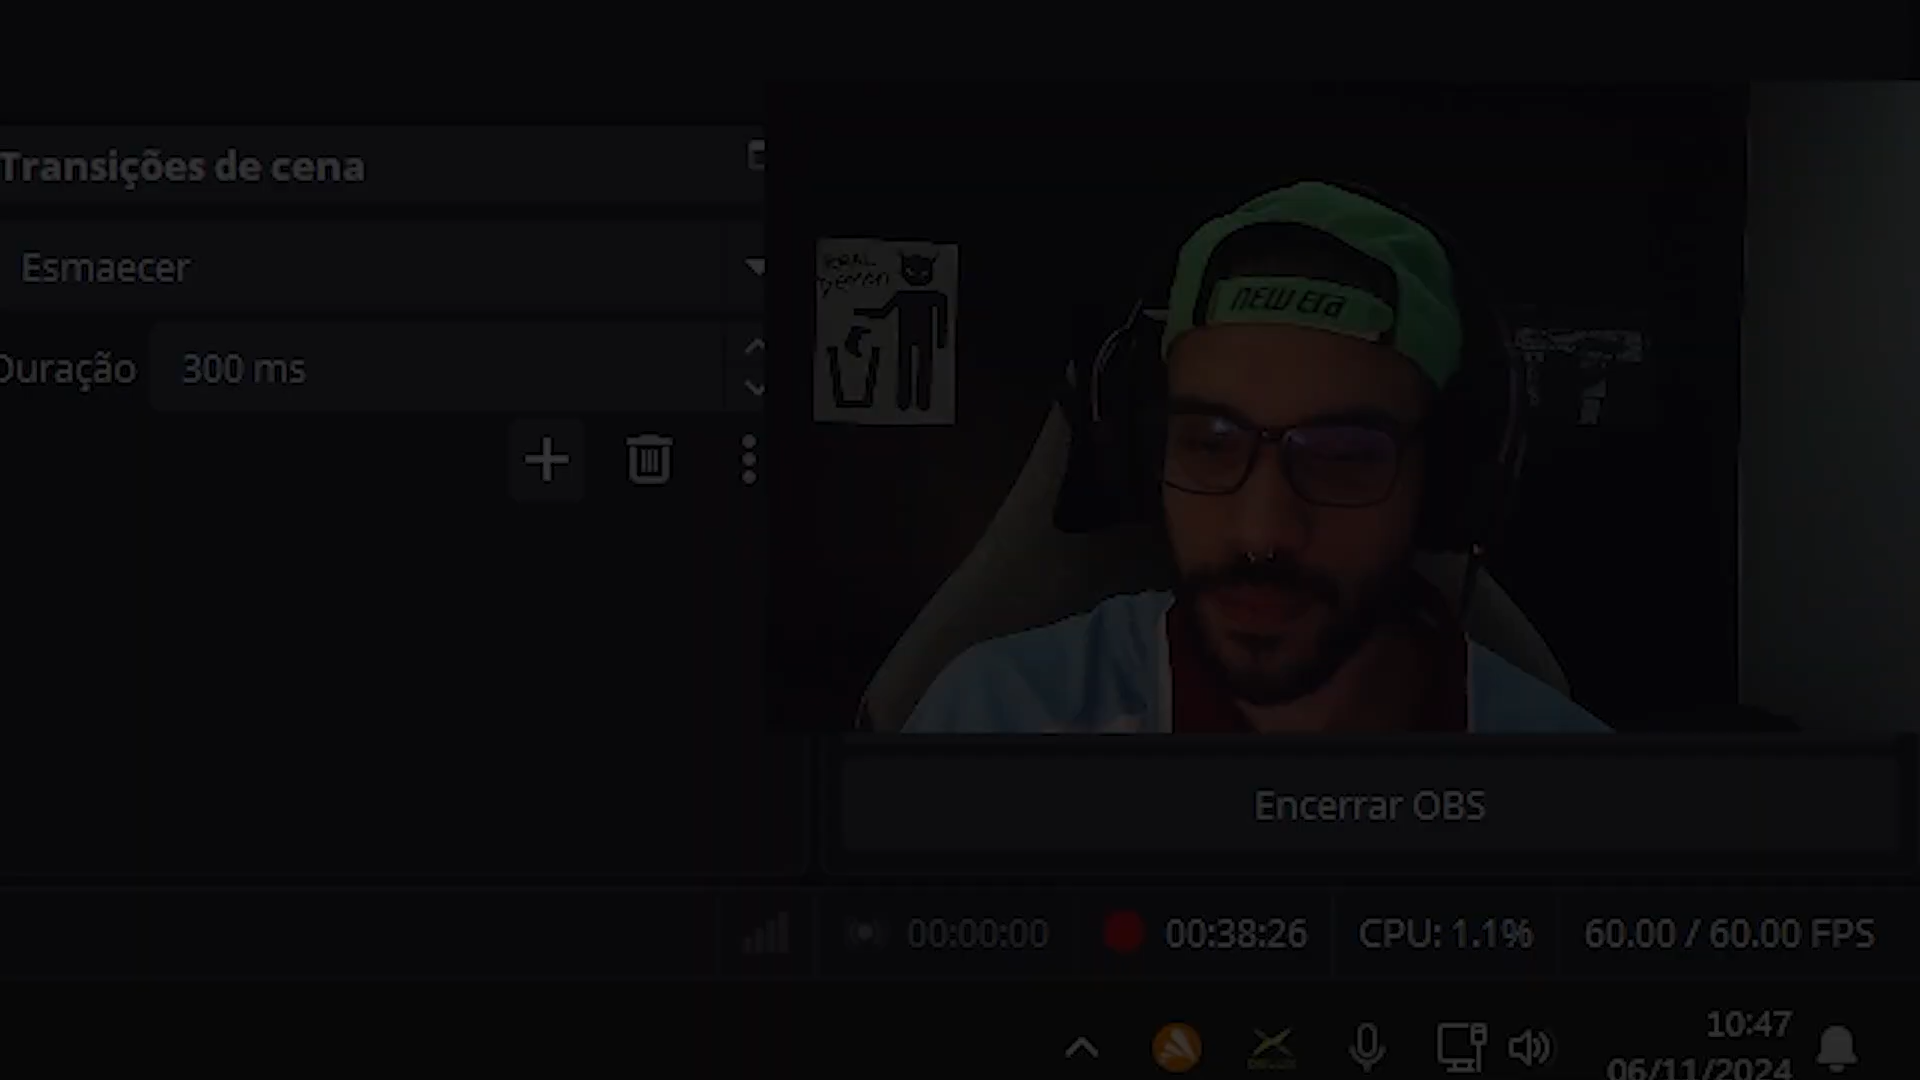 Transições de cena
Esmaecer
Duração
300 ms
DEMON
new era
Encerrar OBS
00:00:00
00:38:26
CPU: 1.1%
60.00 / 60.00 FPS
10:47
06/11/2024